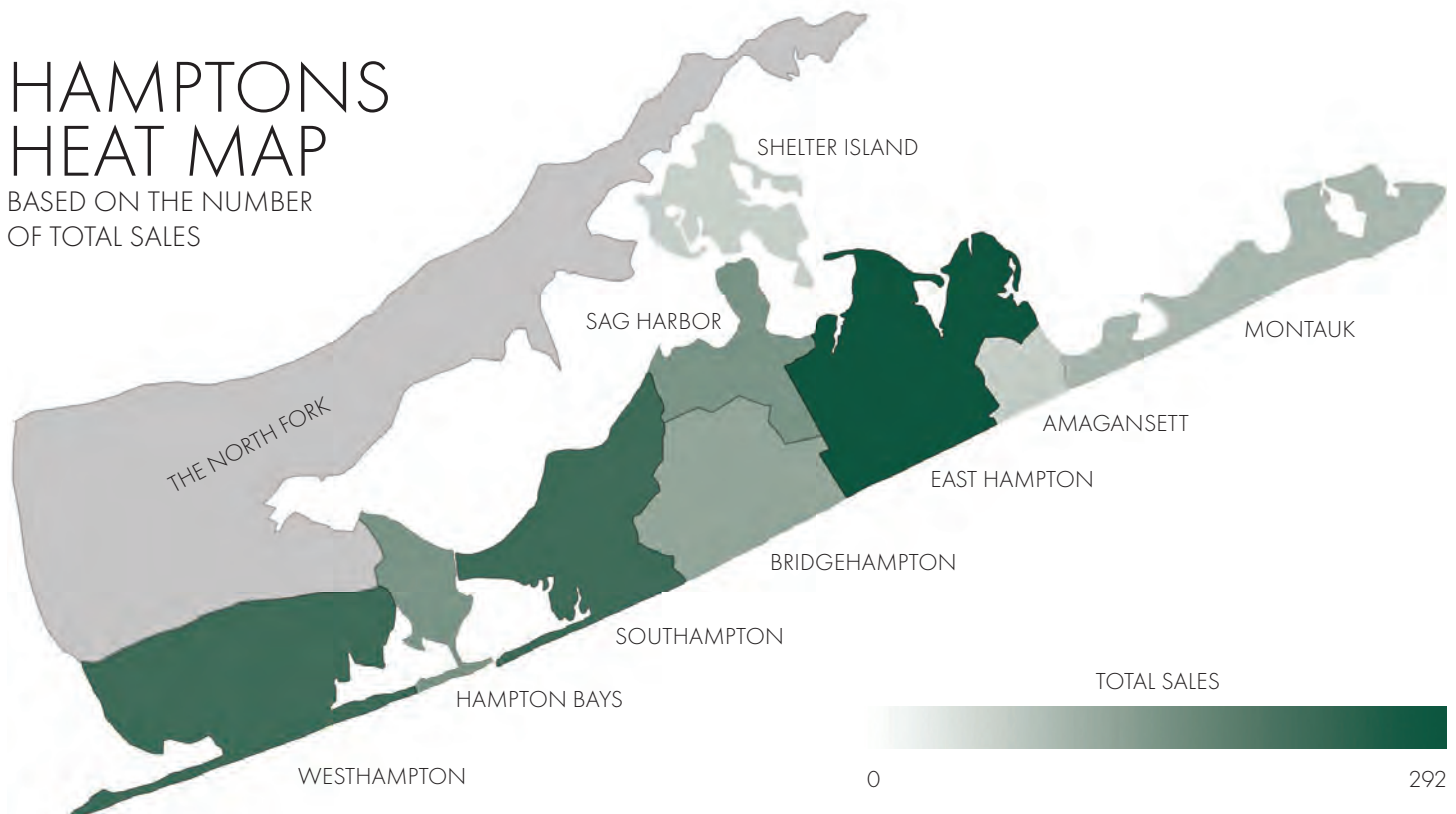 HAMPTONS
HEAT MAP
BASED ON THE NUMBER
OF TOTAL SALES
SHELTER ISLAND
SAG HARBOR
MONTAUK
THE NORTH FORK
AMAGANSETT
EAST HAMPTON
BRIDGEHAMPTON
SOUTHAMPTON
HAMPTON BAYS
WESTHAMPTON
TOTAL SALES
0
292